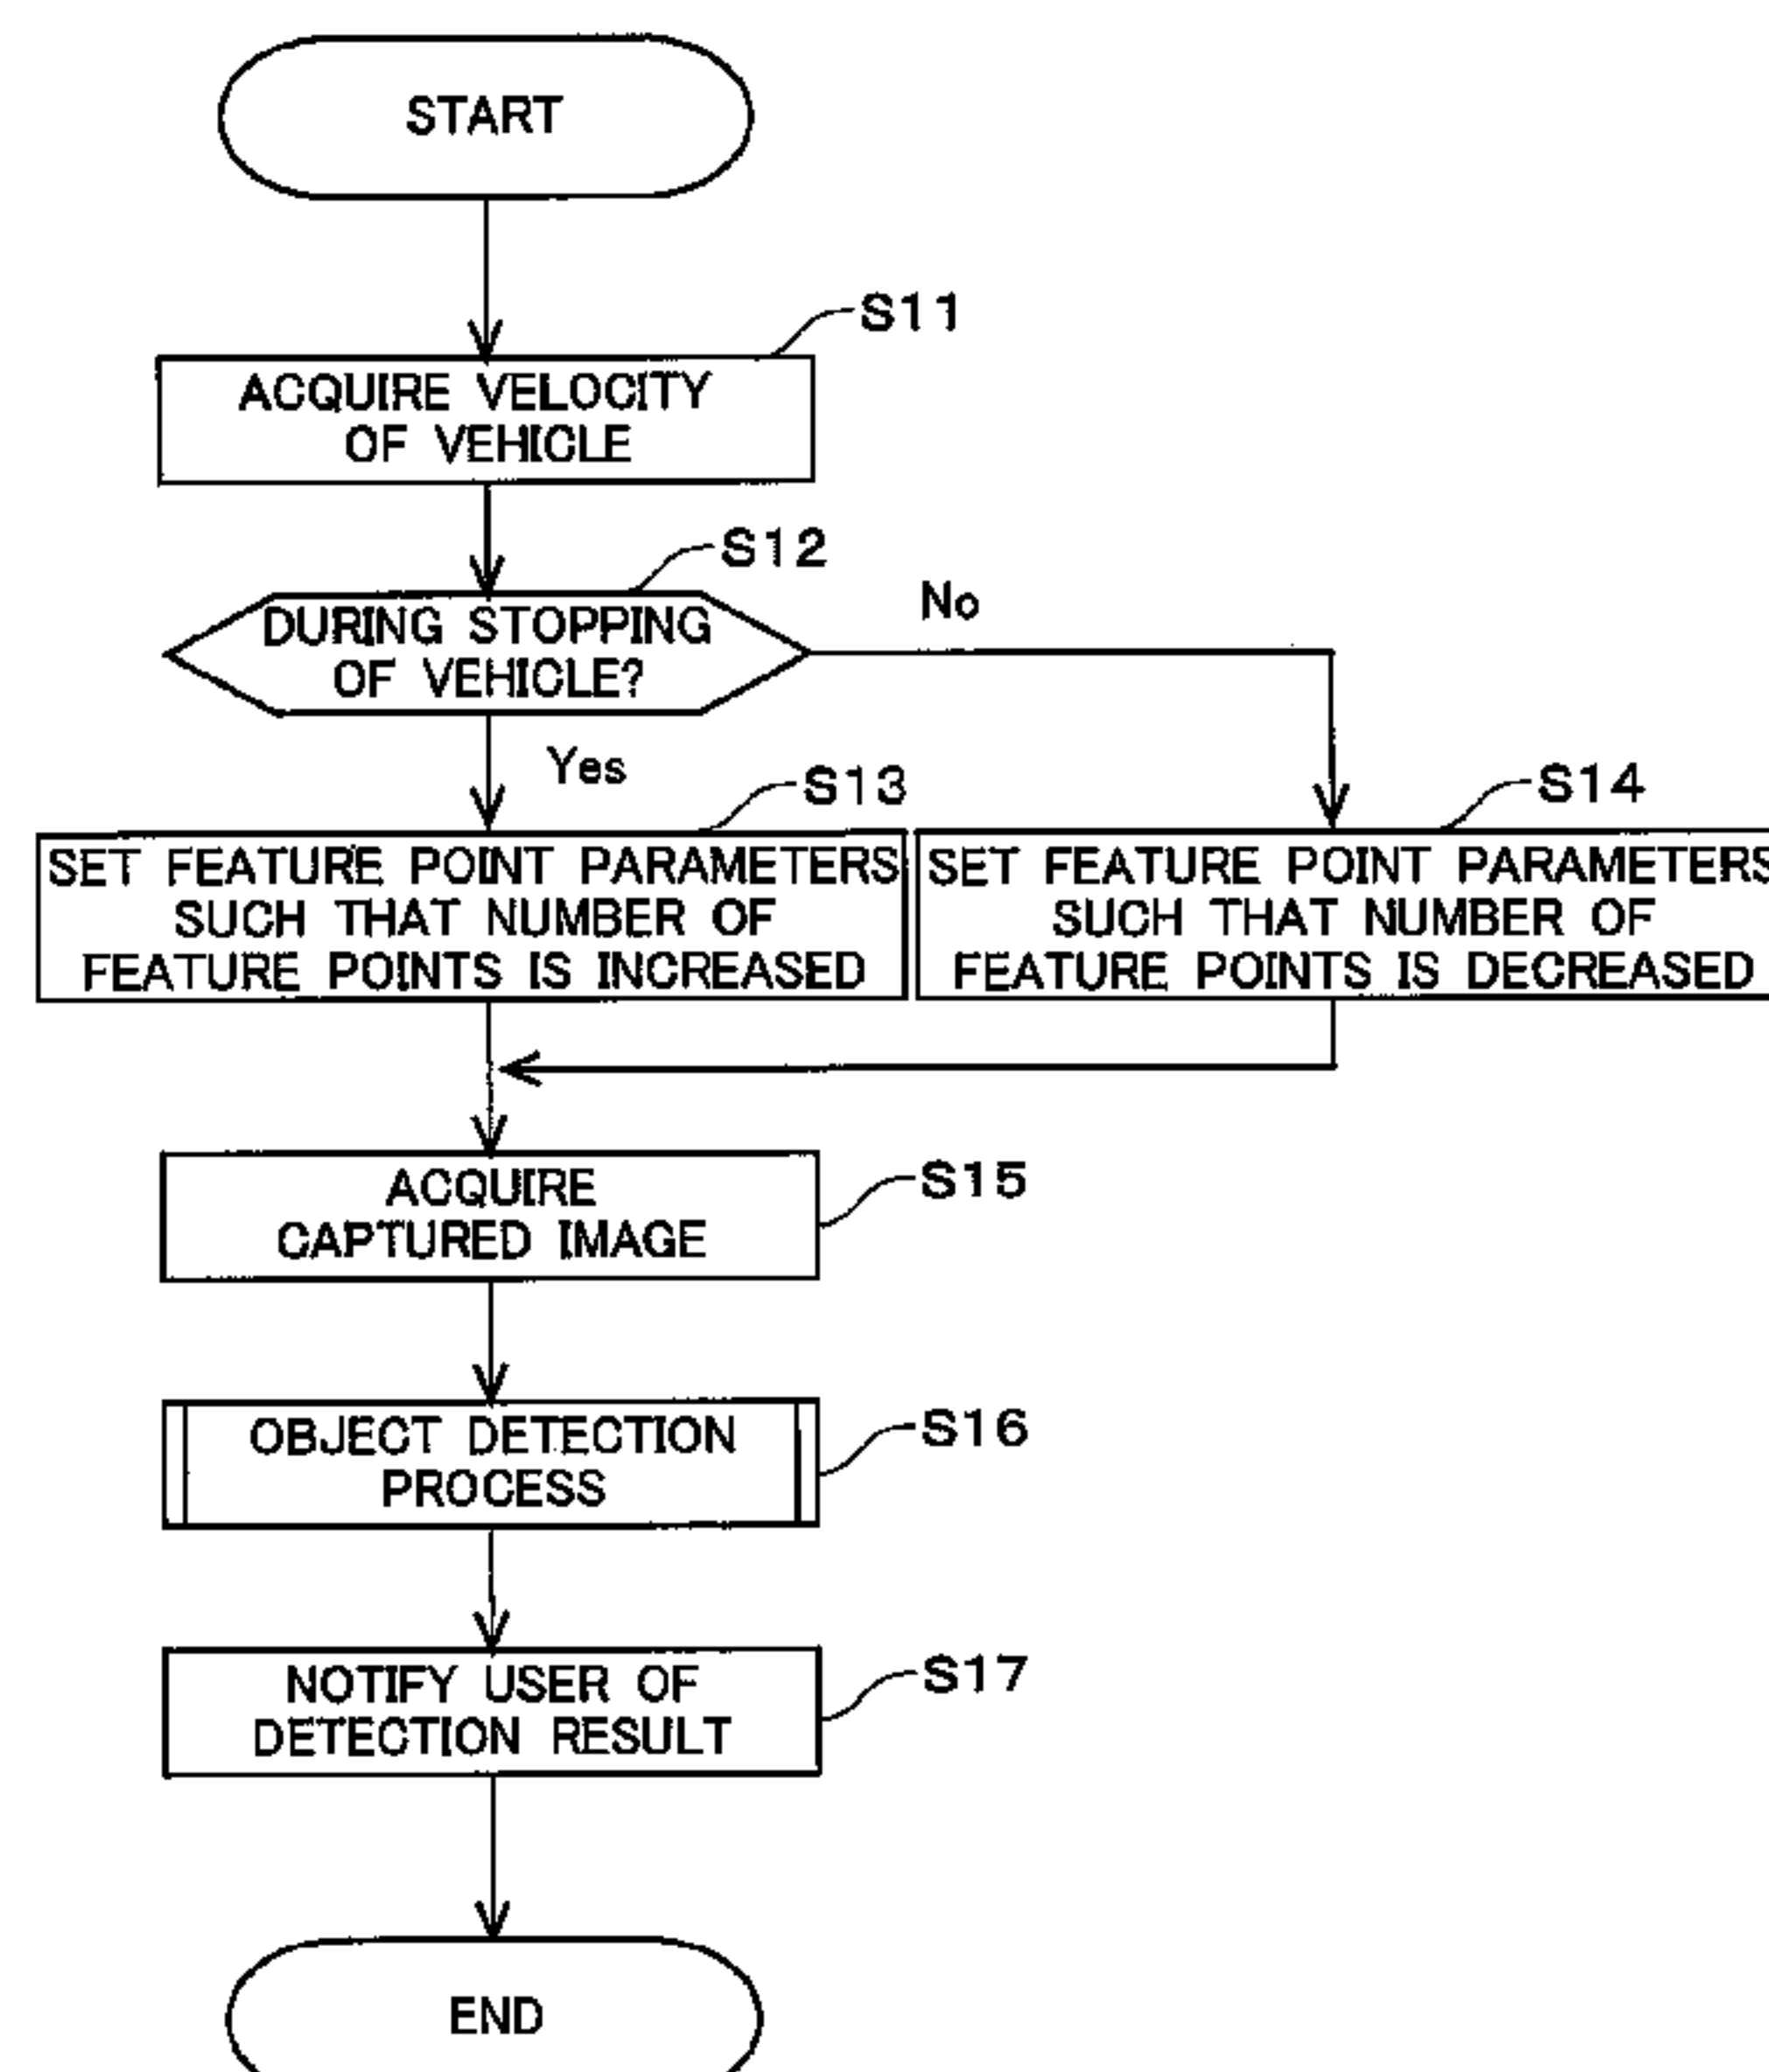 START
S11
ACQUIRE VELOCITY
OF VEHICLE
S12
DURING STOPPING
OF VEHICLE?
No
Yes
S13
SET FEATURE POINT PARAMETERS
SUCH THAT NUMBER OF
FEATURE POINTS IS INCREASED
S14
SET FEATURE POINT PARAMETERS
SUCH THAT NUMBER OF
FEATURE POINTS IS DECREASED
ACQUIRE
CAPTURED IMAGE
S15
OBJECT DETECTION
PROCESS
S16
NOTIFY USER OF
DETECTION RESULT
S17
END